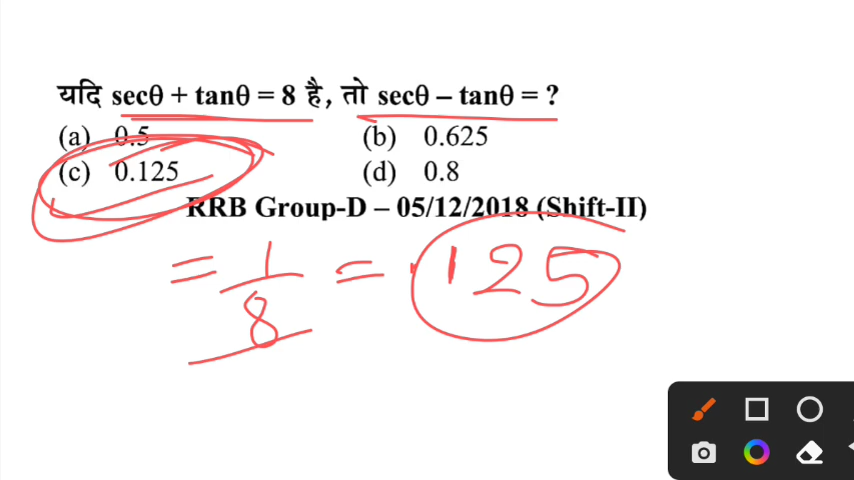 यदि secθ + tanθ = 8 है, तो secθ – tanθ = ?
(a) 0.5 (b) 0.625
(c) 0.125 (d) 0.8
RRB Group-D – 05/12/2018 (Shift-II)
= 1/8 = .125